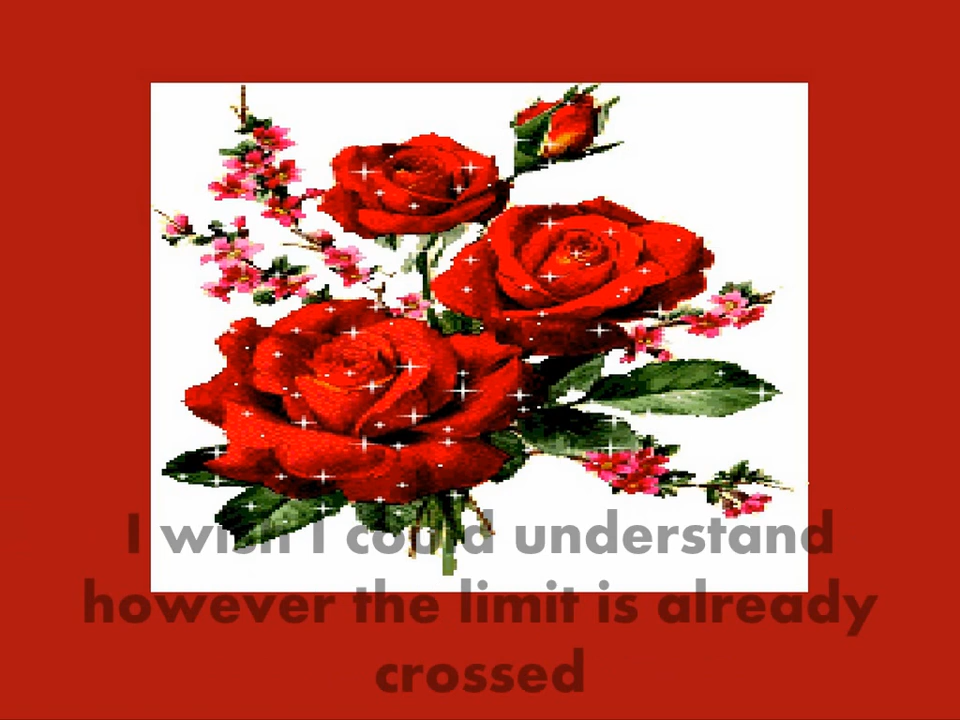 I wish I could understand
however the limit is already
crossed